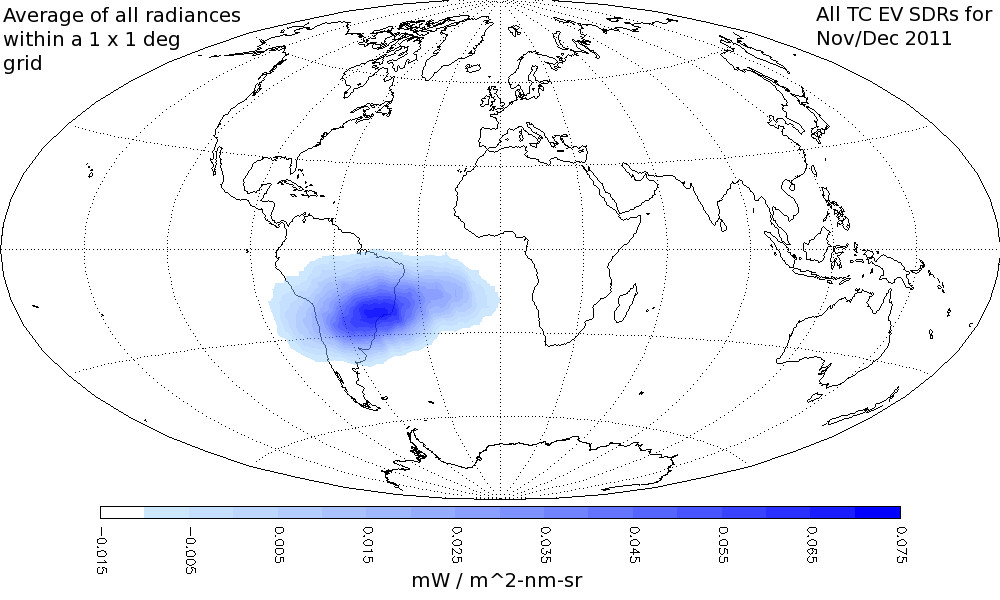 Average of all radiances
within a 1 x 1 deg
grid
All TC EV SDRs for
Nov/Dec 2011
-0.015
-0.005
0.005
0.015
0.025
0.035
0.045
0.055
0.065
0.075
mW / m^2-nm-sr